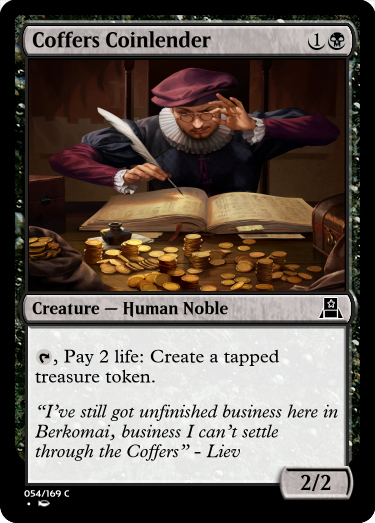 Coffers Coinlender 1
Creature — Human Noble
, Pay 2 life: Create a tapped
treasure token.
“I’ve still got unfinished business here in
Berkomai, business I can’t settle
through the Coffers” - Liev
2/2
054/169 C